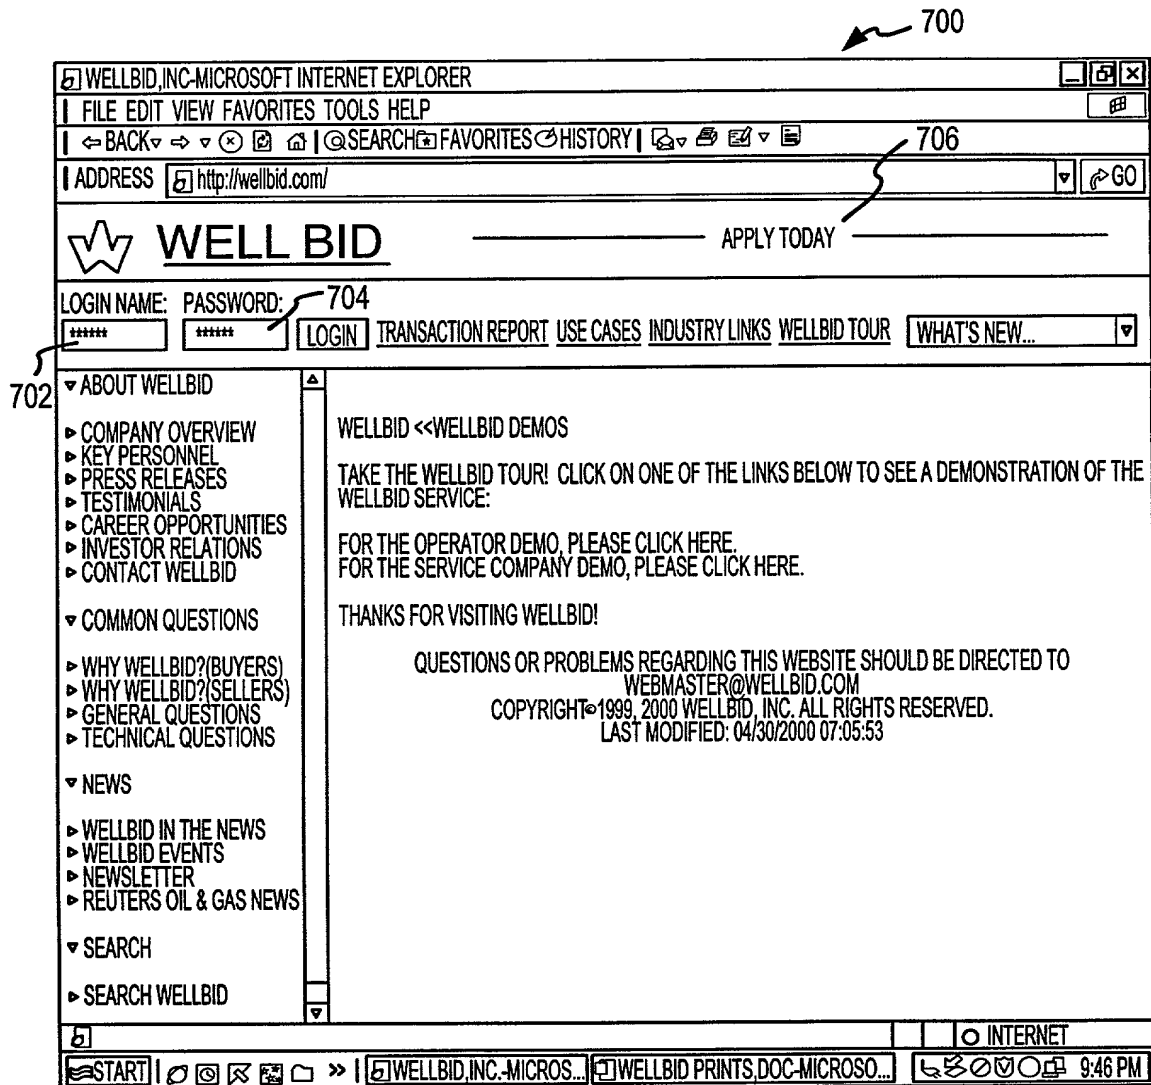 700
WELLBID,INC-MICROSOFT INTERNET EXPLORER
FILE EDIT VIEW FAVORITES TOOLS HELP
BACK SEARCH FAVORITES HISTORY
706
ADDRESS http://wellbid.com/ GO
WELL BID APPLY TODAY
LOGIN NAME: PASSWORD: 704
****** ****** LOGIN TRANSACTION REPORT USE CASES INDUSTRY LINKS WELLBID TOUR WHAT'S NEW...
702
ABOUT WELLBID
COMPANY OVERVIEW
KEY PERSONNEL
PRESS RELEASES
TESTIMONIALS
CAREER OPPORTUNITIES
INVESTOR RELATIONS
CONTACT WELLBID
COMMON QUESTIONS
WHY WELLBID?(BUYERS)
WHY WELLBID?(SELLERS)
GENERAL QUESTIONS
TECHNICAL QUESTIONS
NEWS
WELLBID IN THE NEWS
WELLBID EVENTS
NEWSLETTER
REUTERS OIL & GAS NEWS
SEARCH
SEARCH WELLBID
WELLBID <<WELLBID DEMOS
TAKE THE WELLBID TOUR! CLICK ON ONE OF THE LINKS BELOW TO SEE A DEMONSTRATION OF THE
WELLBID SERVICE:
FOR THE OPERATOR DEMO, PLEASE CLICK HERE.
FOR THE SERVICE COMPANY DEMO, PLEASE CLICK HERE.
THANKS FOR VISITING WELLBID!
QUESTIONS OR PROBLEMS REGARDING THIS WEBSITE SHOULD BE DIRECTED TO
WEBMASTER@WELLBID.COM
COPYRIGHT©1999, 2000 WELLBID, INC. ALL RIGHTS RESERVED.
LAST MODIFIED: 04/30/2000 07:05:53
INTERNET
START » WELLBID,INC.-MICROS... WELLBID PRINTS,DOC-MICROSO... 9:46 PM